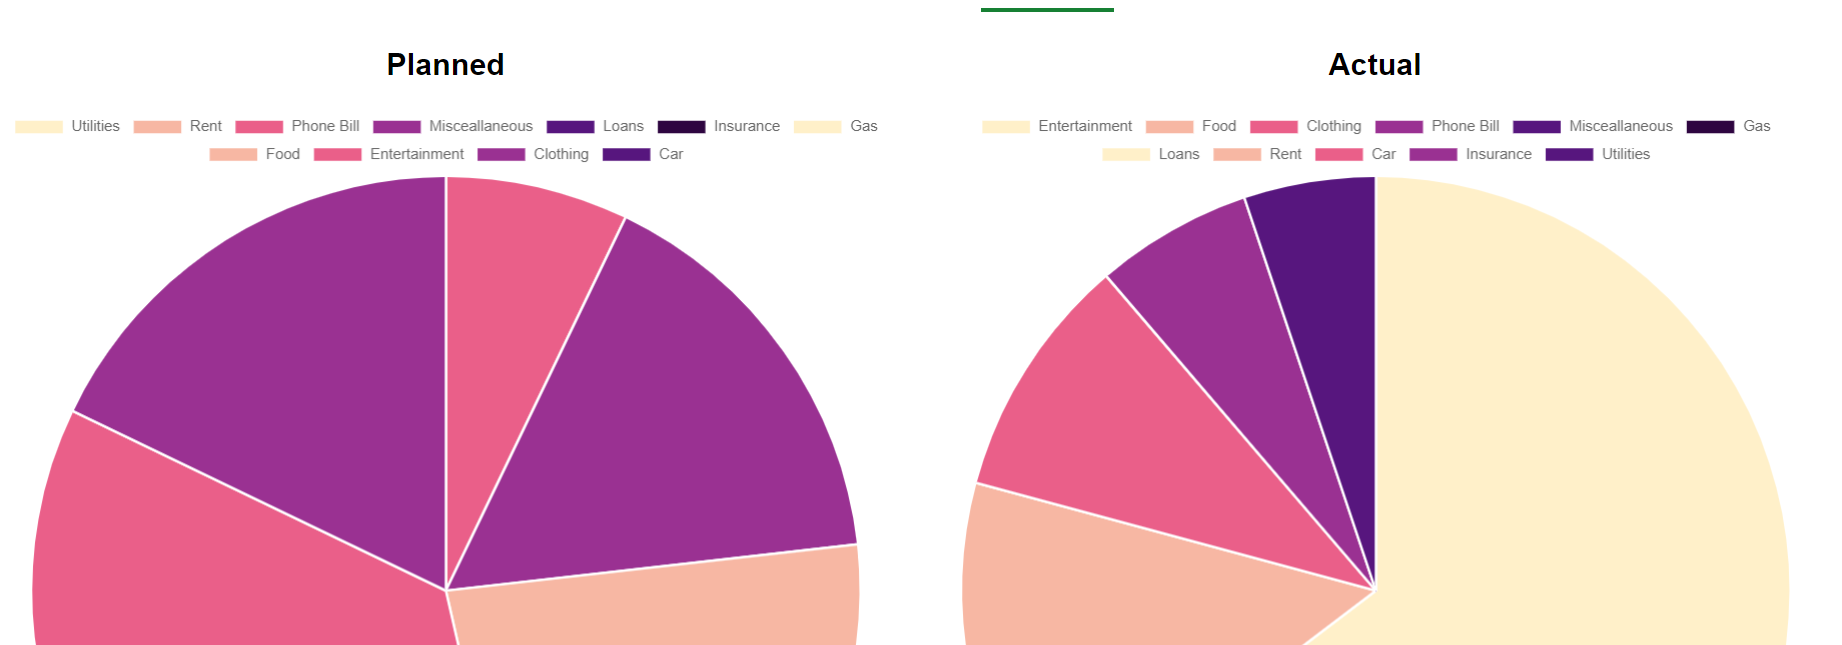 Planned
Utilities Rent Phone Bill Misceallaneous Loans Insurance Gas
Food Entertainment Clothing Car
Actual
Entertainment Food Clothing Phone Bill Misceallaneous Gas
Loans Rent Car Insurance Utilities